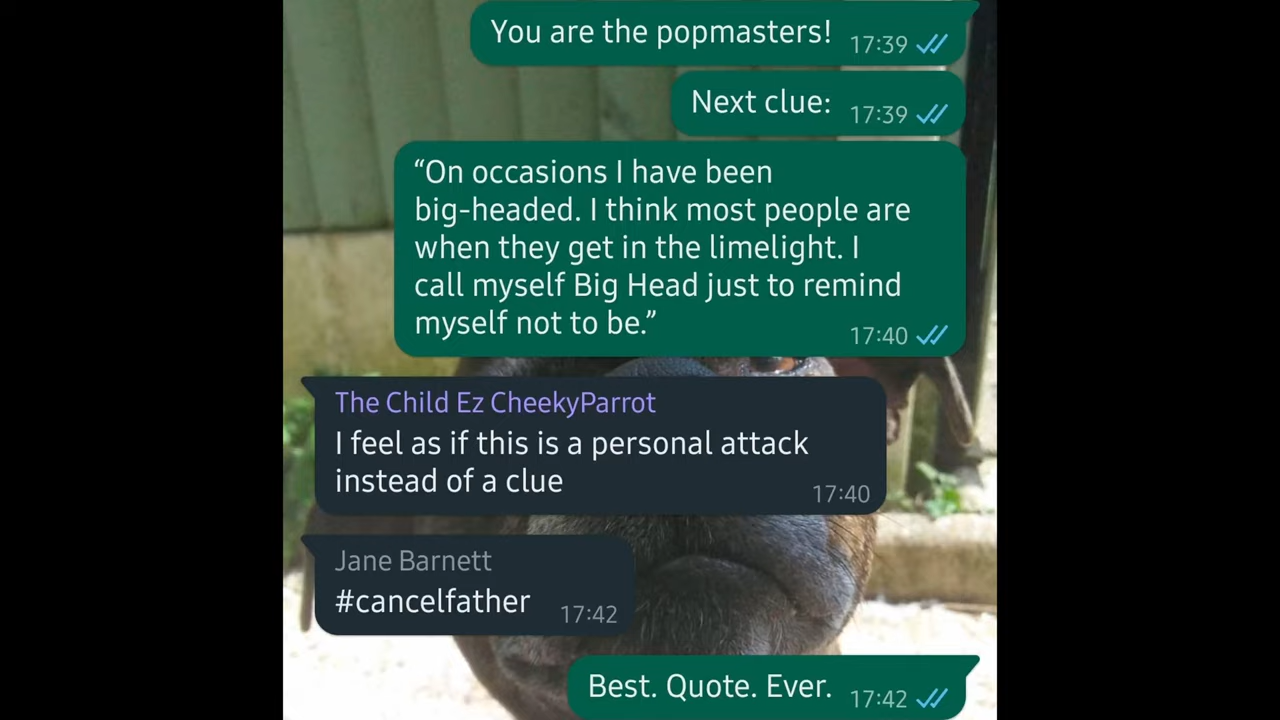 You are the popmasters! 17:39
Next clue: 17:39
“On occasions I have been
big-headed. I think most people are
when they get in the limelight. I
call myself Big Head just to remind
myself not to be.” 17:40
The Child Ez CheekyParrot
I feel as if this is a personal attack
instead of a clue 17:40
Jane Barnett
#cancelfather 17:42
Best. Quote. Ever. 17:42